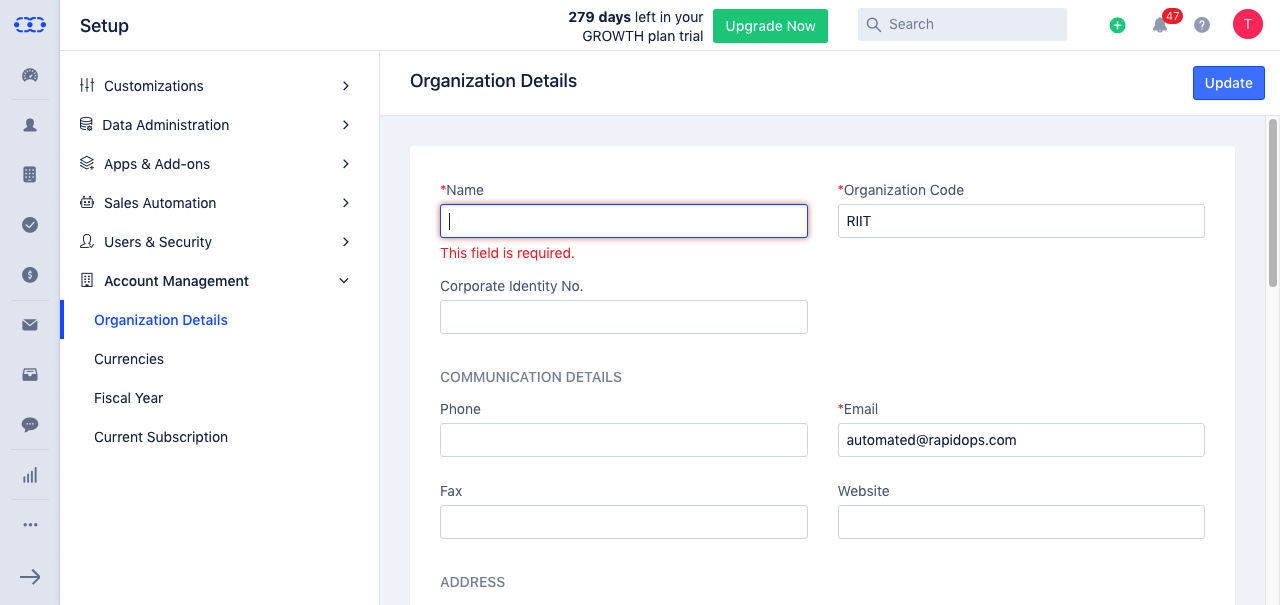 Setup
279 days left in your
GROWTH plan trial
Upgrade Now
Search
47
T
Customizations
Data Administration
Apps & Add-ons
Sales Automation
Users & Security
Account Management
Organization Details
Currencies
Fiscal Year
Current Subscription
Organization Details
Update
*Name
*Organization Code
RIIT
This field is required.
Corporate Identity No.
COMMUNICATION DETAILS
Phone
*Email
automated@rapidops.com
Fax
Website
ADDRESS